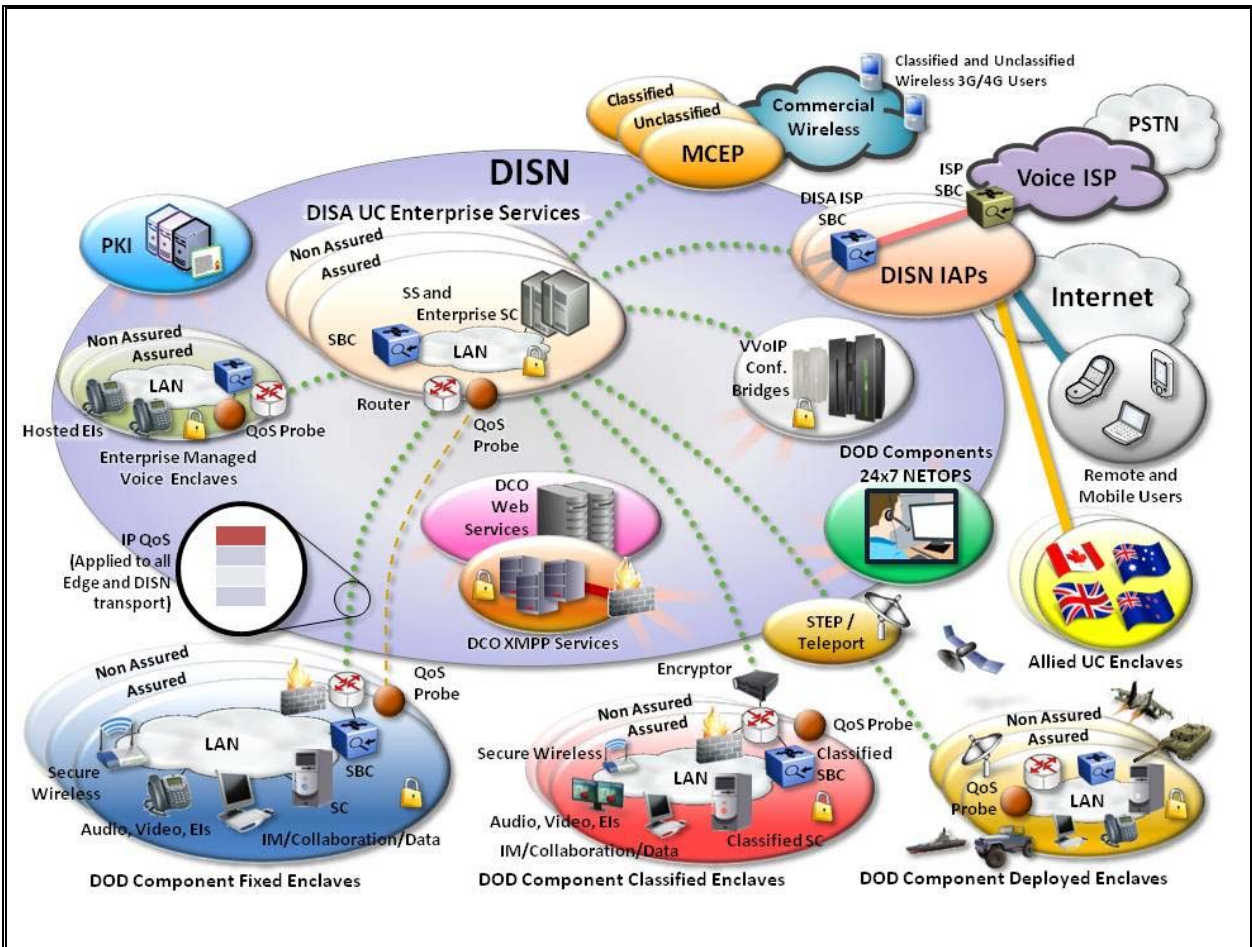 Classified and Unclassified
Wireless 3G/4G Users
Classified
Unclassified
MCEP
Commercial
Wireless
PSTN
Voice ISP
ISP
SBC
DISN
DISA UC Enterprise Services
DISA ISP
SBC
DISN IAPs
PKI
Non Assured
Assured
SS and
Enterprise SC
SBC
LAN
Router
QoS
Probe
Internet
Non Assured
Assured
LAN
Hosted EIs
QoS Probe
Enterprise Managed
Voice Enclaves
VVoIP
Conf.
Bridges
Remote and
Mobile Users
DOD Components
24x7 NETOPS
DCO
Web
Services
DCO XMPP Services
IP QoS
(Applied to all
Edge and DISN
transport)
STEP /
Teleport
Allied UC Enclaves
Non Assured
Assured
QoS
Probe
LAN
Secure
Wireless
SBC
SC
Audio, Video, EIs
IM/Collaboration/Data
DOD Component Fixed Enclaves
Encryptor
Non Assured
Assured
QoS Probe
Secure Wireless
LAN
Classified
SBC
Audio, Video, EIs
Classified SC
IM/Collaboration/Data
DOD Component Classified Enclaves
Non Assured
Assured
QoS
Probe
LAN
DOD Component Deployed Enclaves